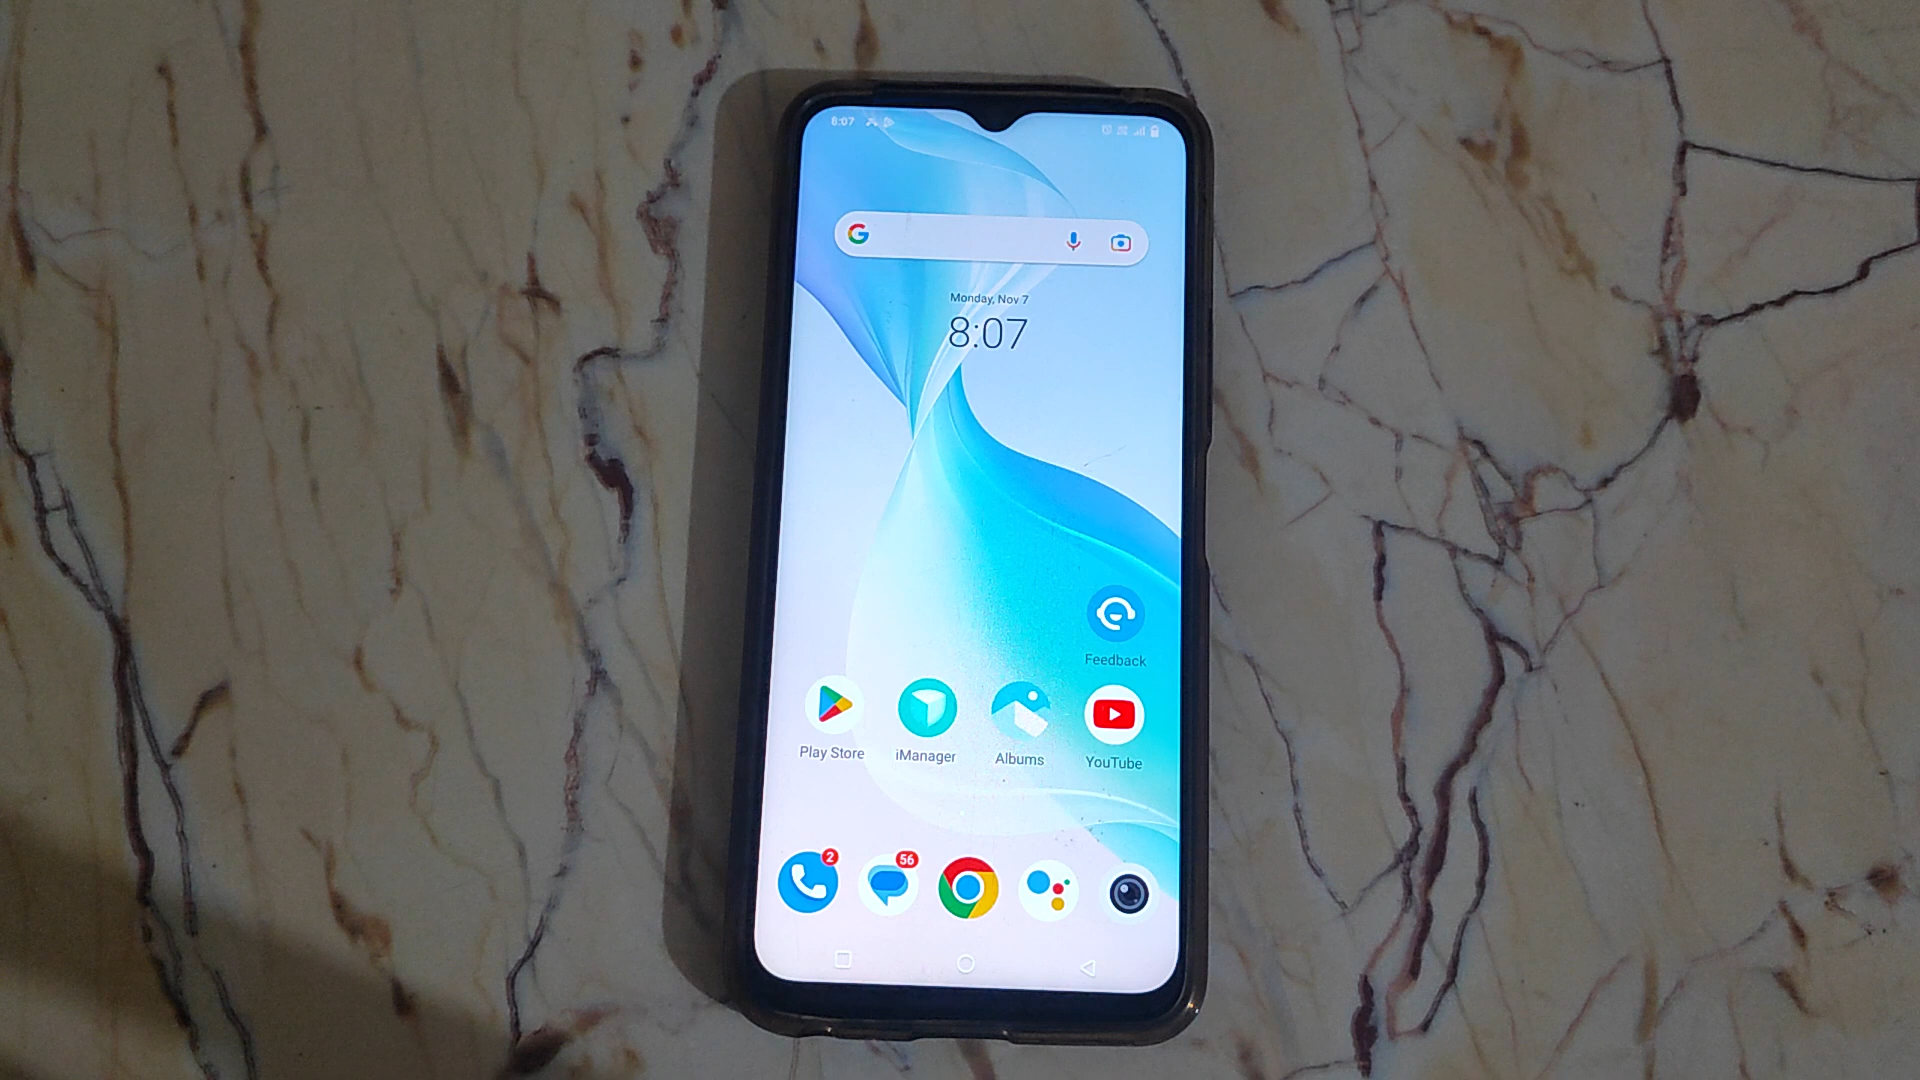 8:07
Monday, Nov 7
8:07
Feedback
Play Store iManager Albums YouTube
2 56